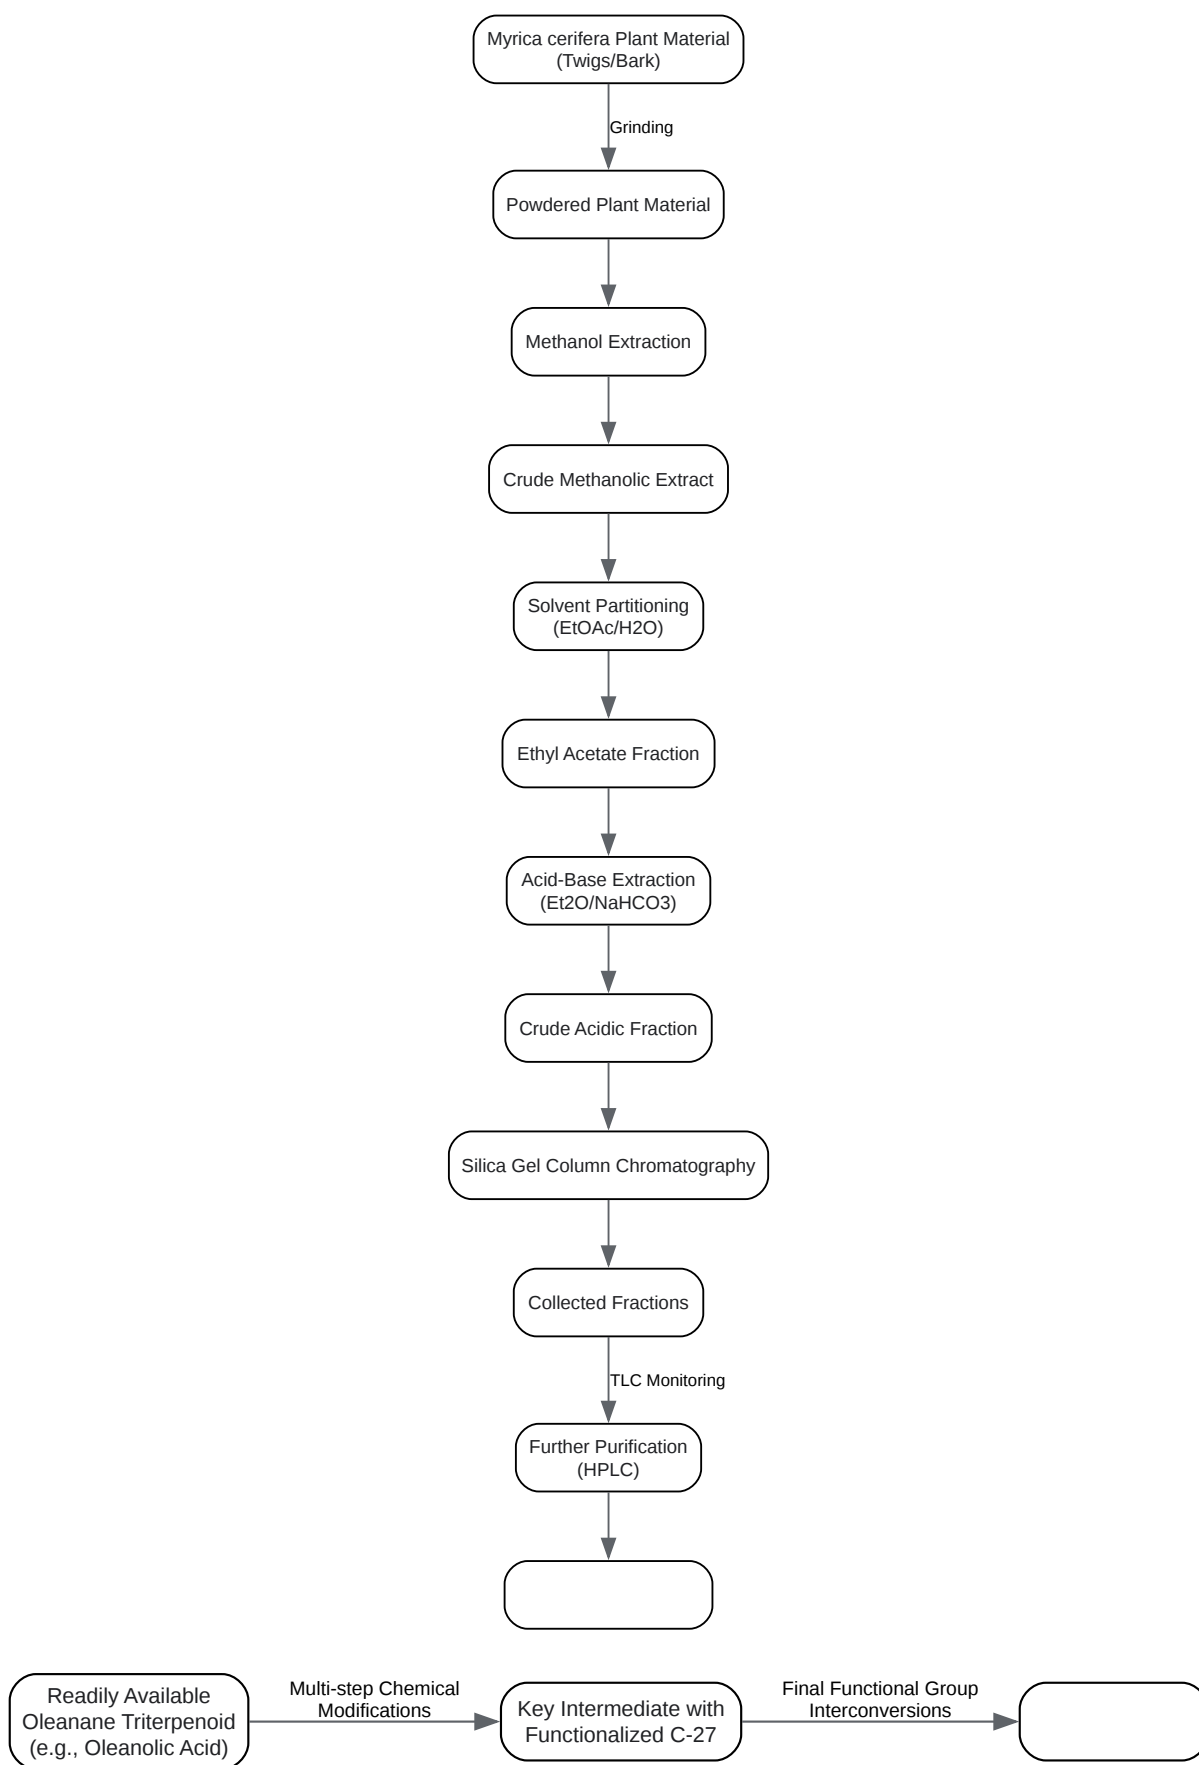 Myrica cerifera Plant Material
(Twigs/Bark)
Grinding
Powdered Plant Material
Methanol Extraction
Crude Methanolic Extract
Solvent Partitioning
(EtOAc/H2O)
Ethyl Acetate Fraction
Acid-Base Extraction
(Et2O/NaHCO3)
Crude Acidic Fraction
Silica Gel Column Chromatography
Collected Fractions
TLC Monitoring
Further Purification
(HPLC)
Readily Available
Oleanane Triterpenoid
(e.g., Oleanolic Acid)
Multi-step Chemical
Modifications
Key Intermediate with
Functionalized C-27
Final Functional Group
Interconversions